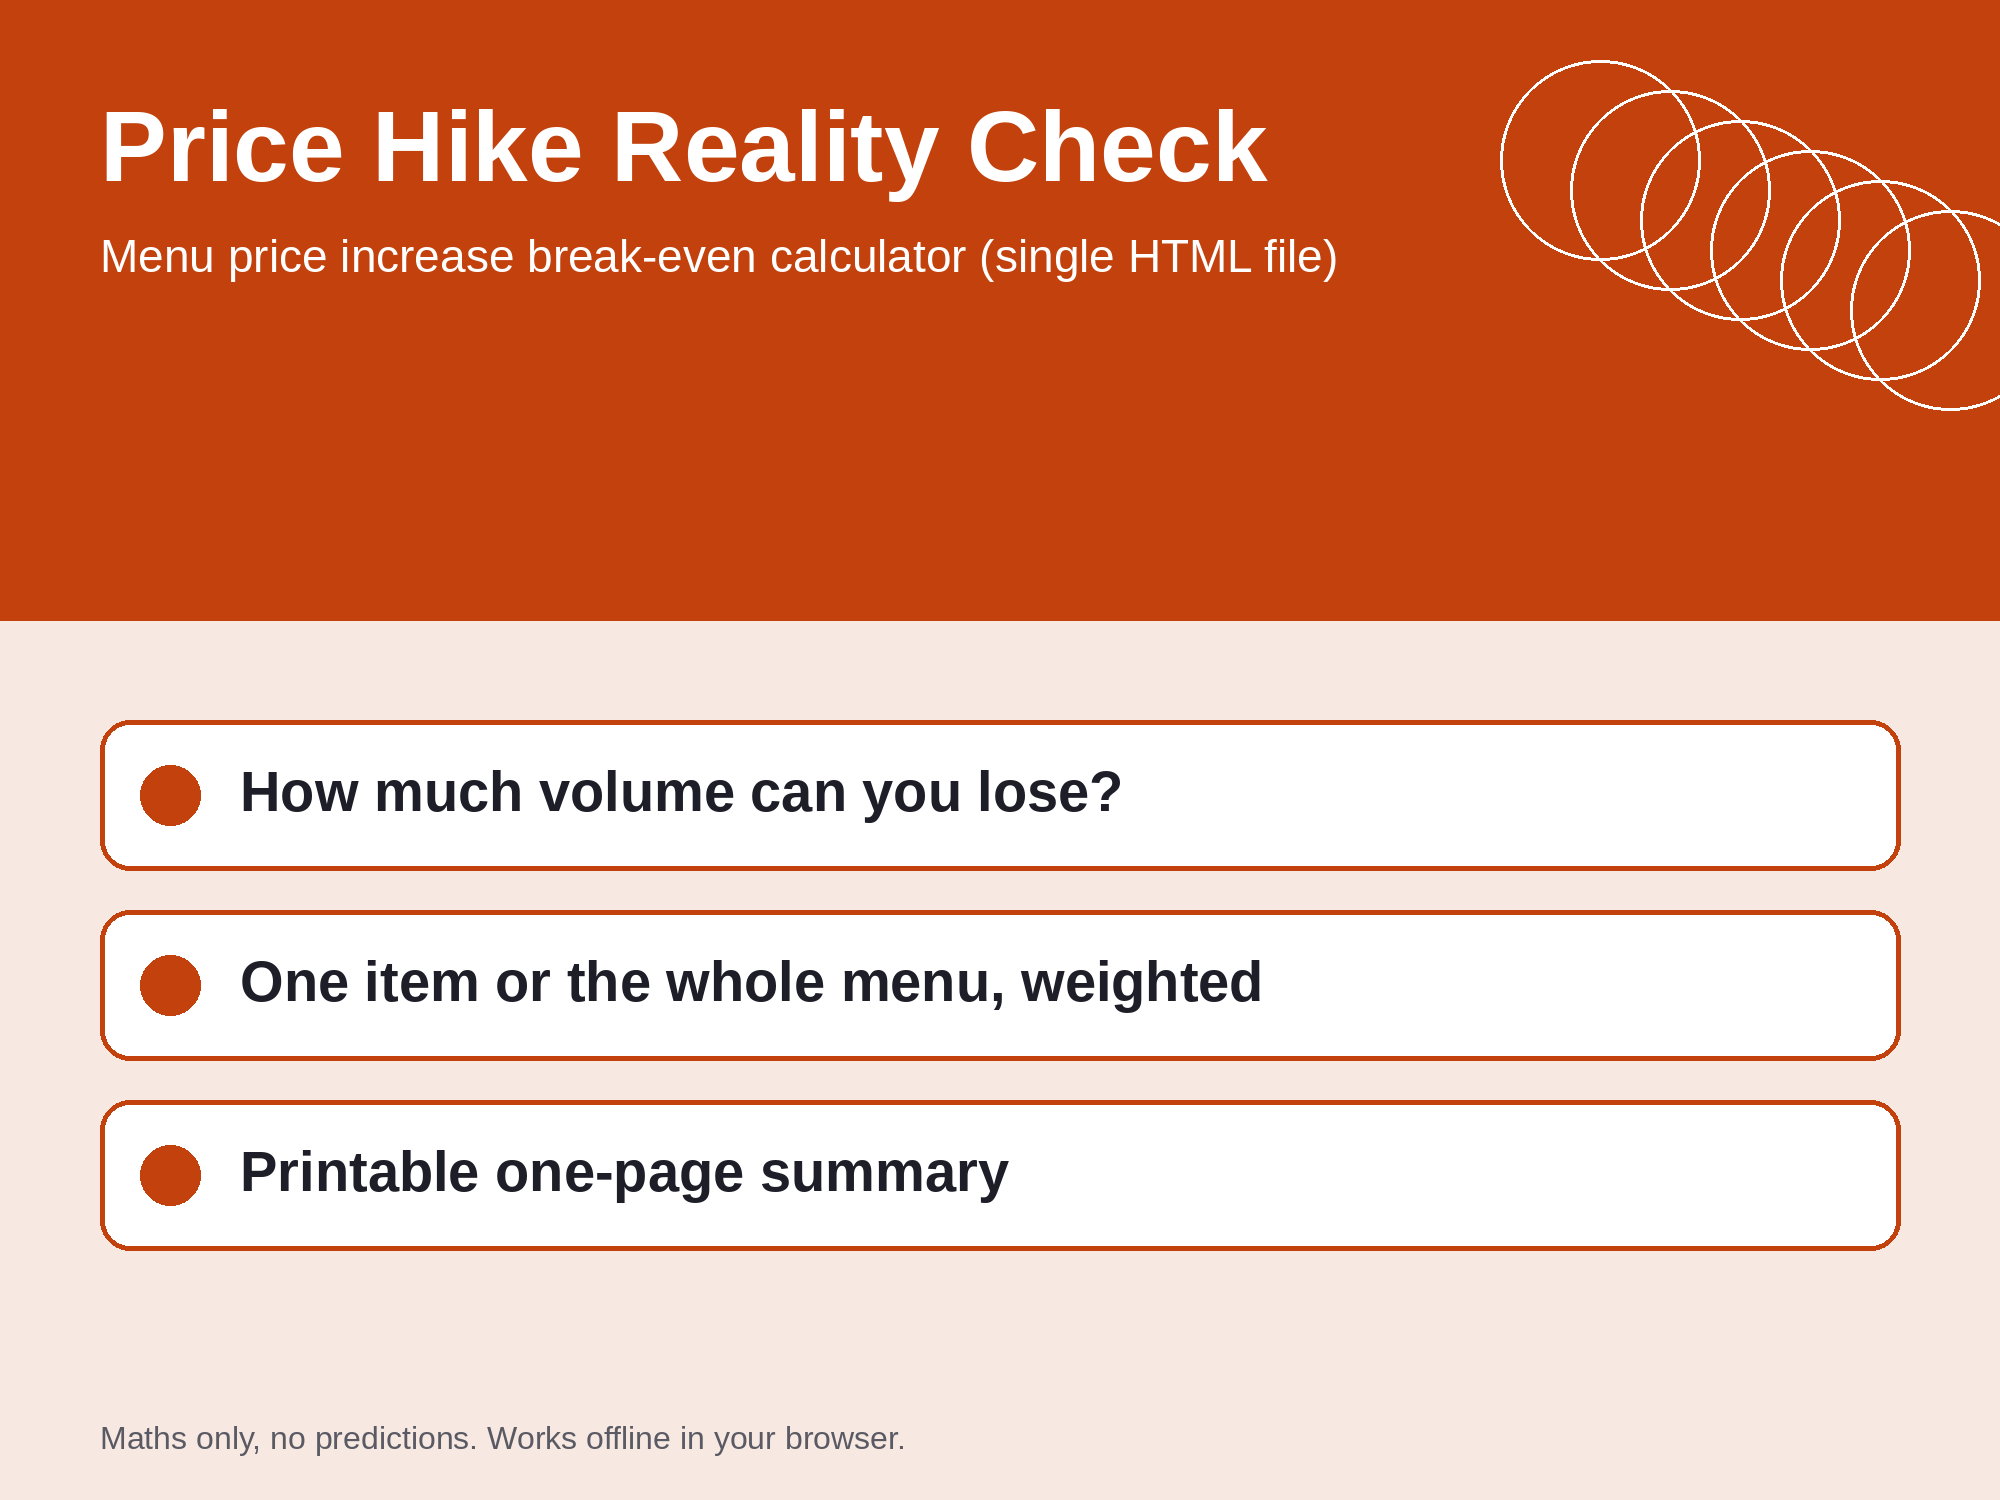 Price Hike Reality Check
Menu price increase break-even calculator (single HTML file)
How much volume can you lose?
One item or the whole menu, weighted
Printable one-page summary
Maths only, no predictions. Works offline in your browser.